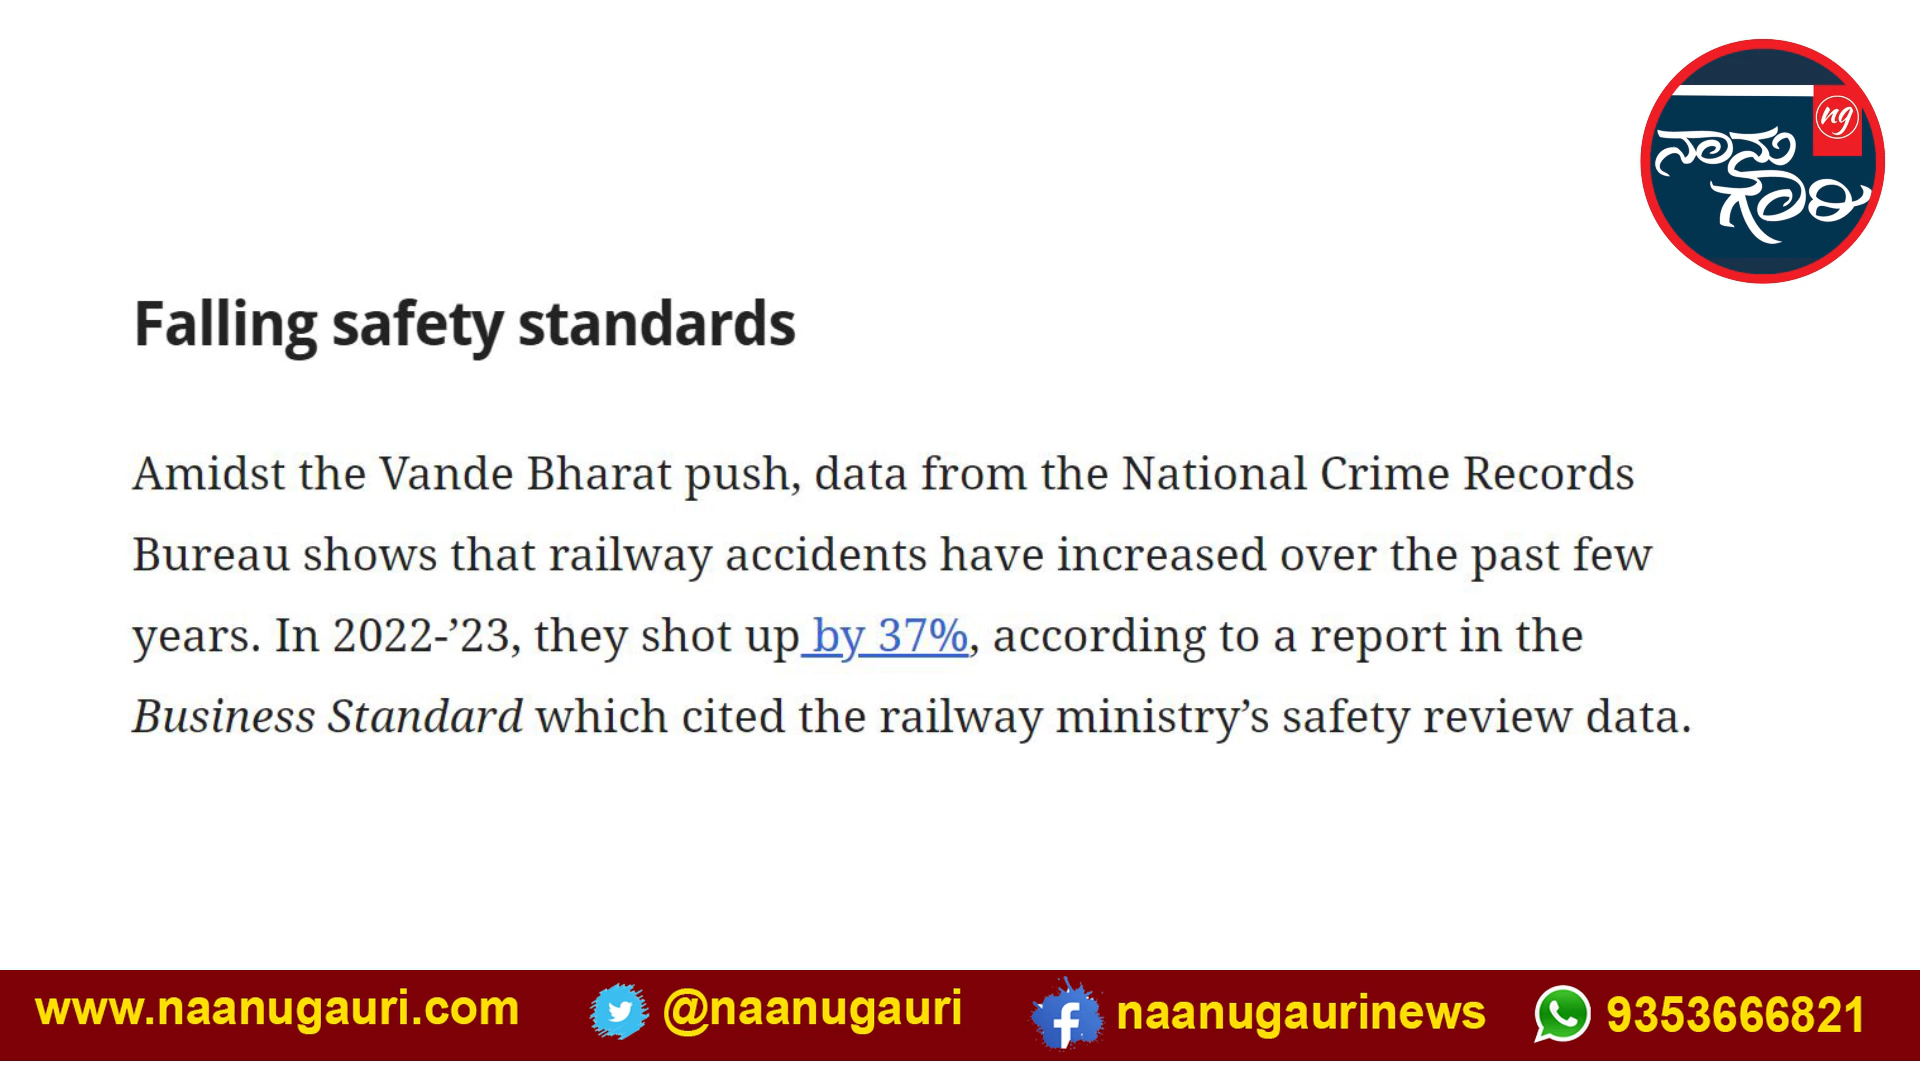 ng
ನಾನು
ಗೌರಿ
Falling safety standards
Amidst the Vande Bharat push, data from the National Crime Records
Bureau shows that railway accidents have increased over the past few
years. In 2022-’23, they shot up by 37%, according to a report in the
Business Standard which cited the railway ministry’s safety review data.
www.naanugauri.com @naanugauri naanugaurinews 9353666821